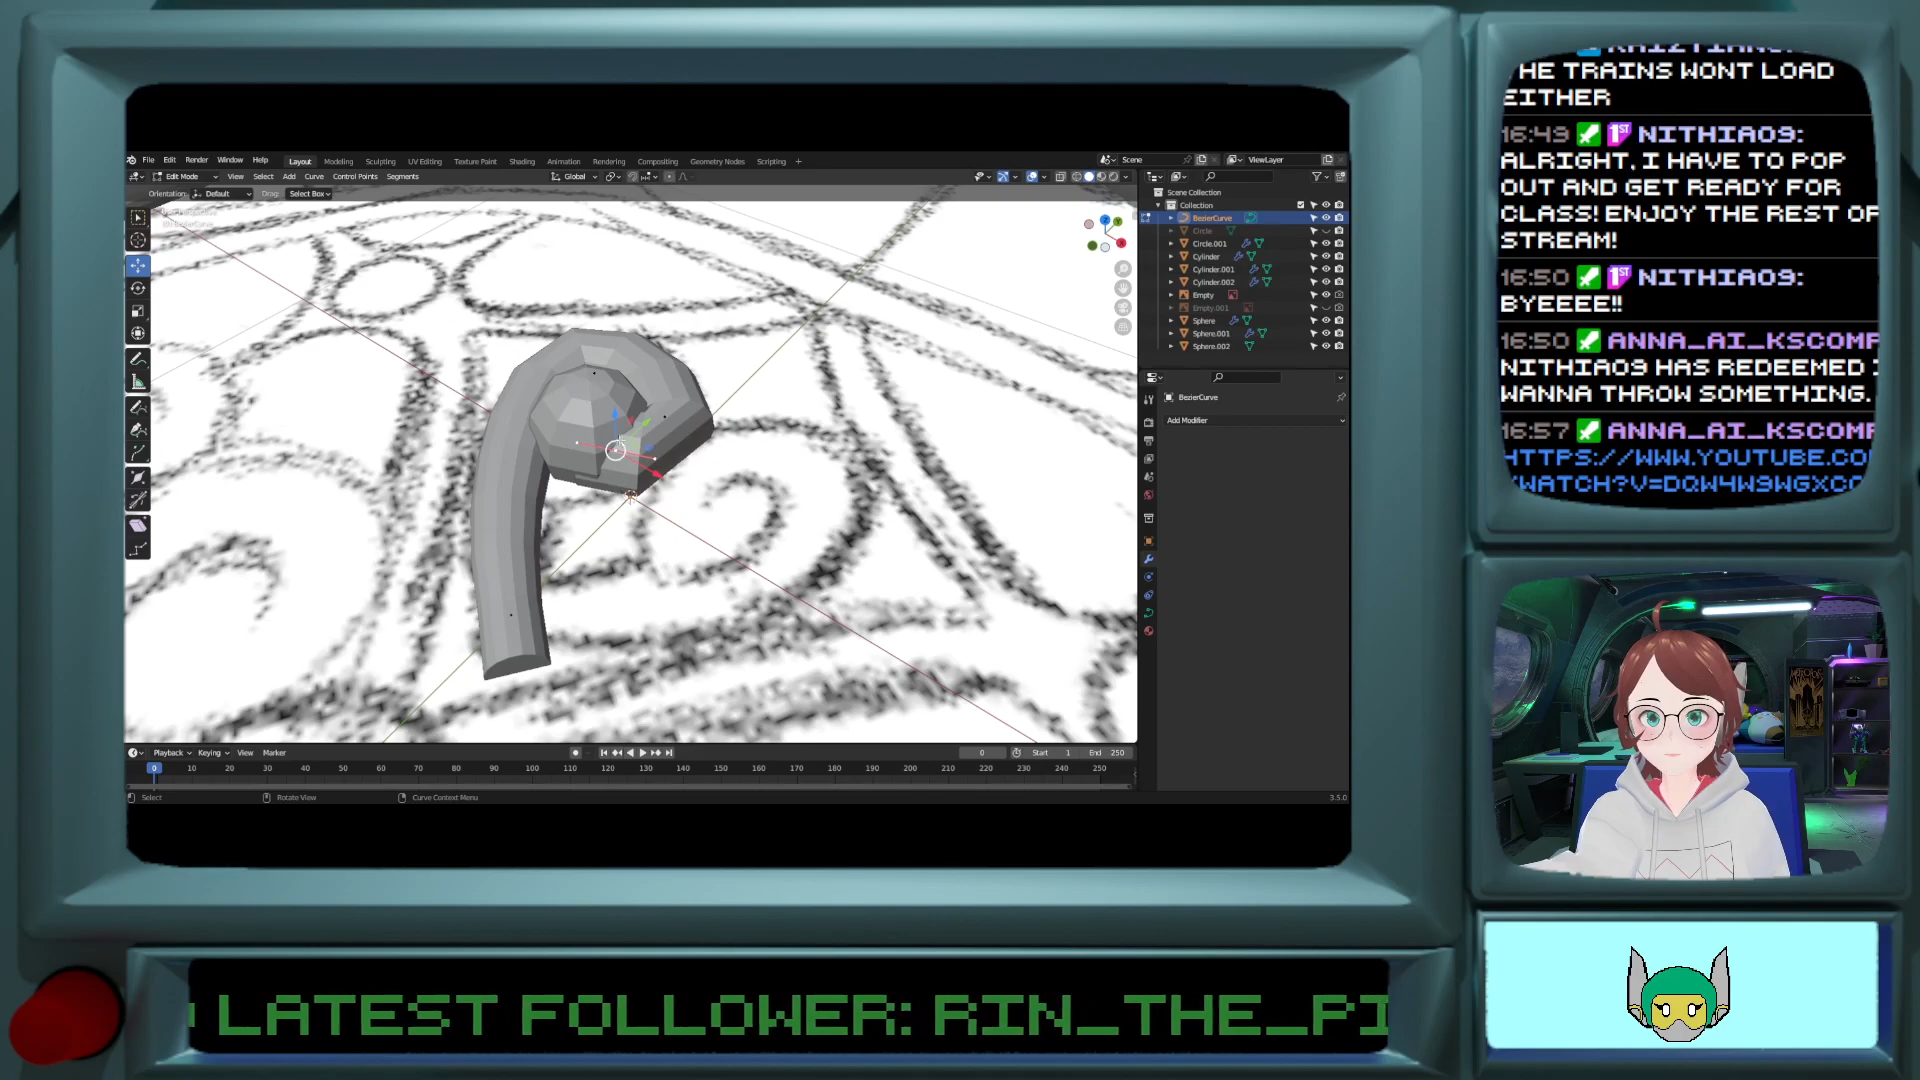 File Edit Render Window Help Layout Modeling Sculpting UV Editing Texture Paint Shading Animation Rendering Compositing Geometry Nodes Scripting + Scene ViewLayer
Edit Mode View Select Add Curve Control Points Segments Global
Orientation: Default Drag: Select Box
Scene Collection
Collection
BezierCurve
Circle
Circle.001
Cylinder
Cylinder.001
Cylinder.002
Empty
Empty.001
Sphere
Sphere.001
Sphere.002
BezierCurve
Add Modifier
Playback Keying View Marker 0 Start 1 End 250
0 10 20 30 40 50 60 70 80 90 100 110 120 130 140 150 160 170 180 190 200 210 220 230 240 250
Select Rotate View Curve Context Menu 3.5.0
HE TRAINS WONT LOAD
EITHER
16:49 1ST NITHIA09:
ALRIGHT, I HAVE TO POP
OUT AND GET READY FOR
CLASS! ENJOY THE REST OF
STREAM!
16:50 1ST NITHIA09:
BYEEEE!!
16:50 ANNA_AI_KSCOMP
NITHIA09 HAS REDEEMED I
WANNA THROW SOMETHING.
16:57 ANNA_AI_KSCOMP
HTTPS://WWW.YOUTUBE.CO
/WATCH?V=DQW4W9WGXCQ
LATEST FOLLOWER: RIN_THE_PI